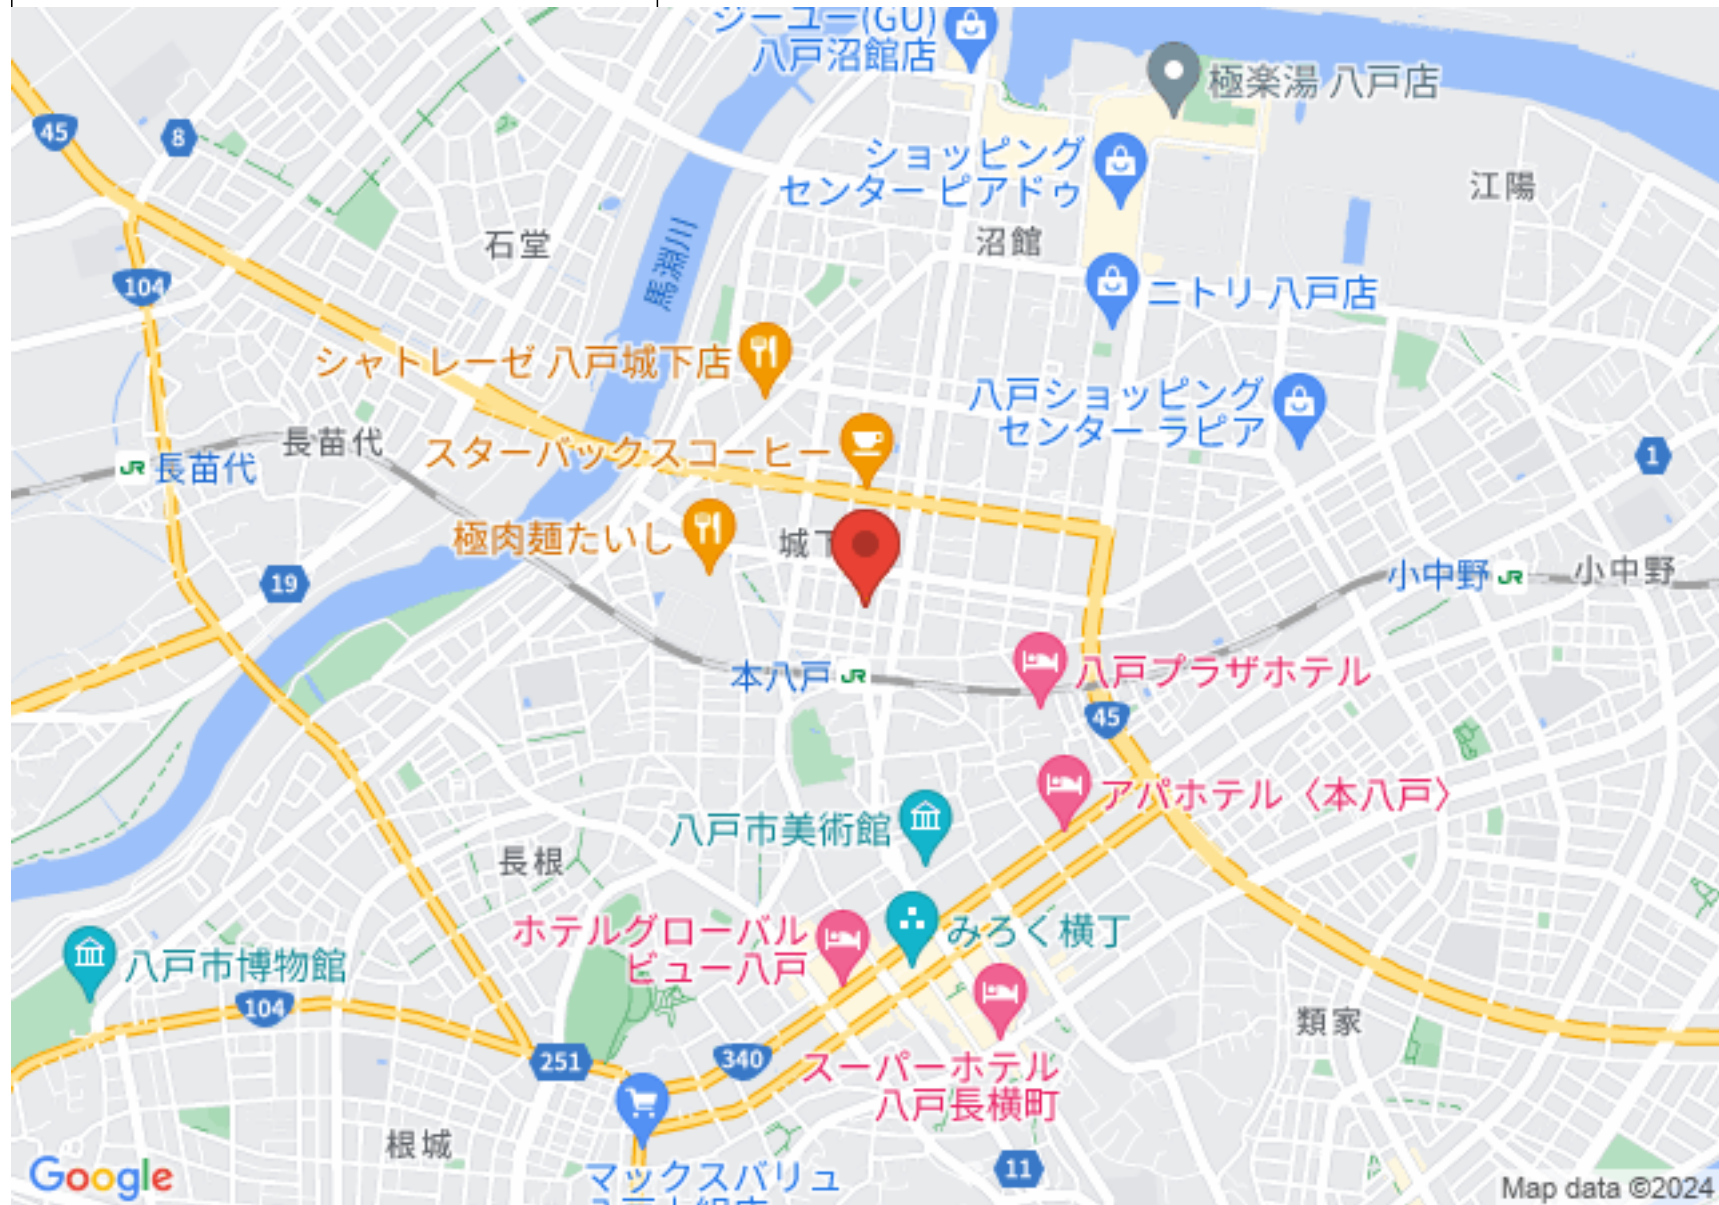 ジーユー(GU)
八戸沼館店
極楽湯 八戸店
45
8
ショッピング
センター ピアドゥ
江陽
石堂
沼館
馬淵川
104
ニトリ 八戸店
シャトレーゼ 八戸城下店
八戸ショッピング
センター ラピア
長苗代
JR 長苗代
スターバックスコーヒー
1
極肉麺たいし
城下
19
小中野 JR
小中野
本八戸 JR
八戸プラザホテル
45
アパホテル〈本八戸〉
八戸市美術館
長根
ホテルグローバル
ビュー八戸
みろく横丁
八戸市博物館
104
類家
251
340
スーパーホテル
八戸長横町
根城
11
マックスバリュ
Google
Map data ©2024